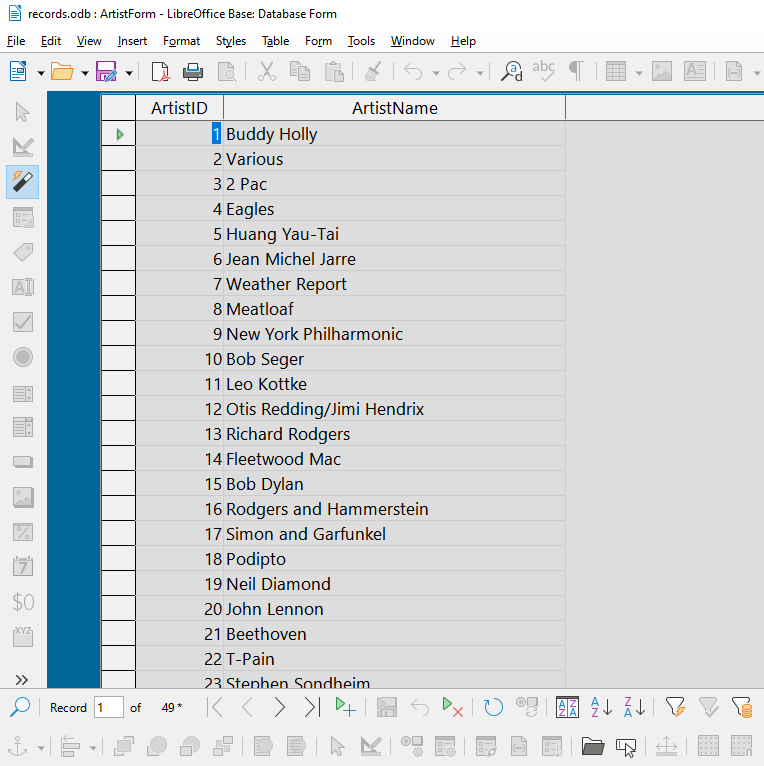 records.odb : ArtistForm - LibreOffice Base: Database Form
File Edit View Insert Format Styles Table Form Tools Window Help
ArtistID ArtistName
1 Buddy Holly
2 Various
3 2 Pac
4 Eagles
5 Huang Yau-Tai
6 Jean Michel Jarre
7 Weather Report
8 Meatloaf
9 New York Philharmonic
10 Bob Seger
11 Leo Kottke
12 Otis Redding/Jimi Hendrix
13 Richard Rodgers
14 Fleetwood Mac
15 Bob Dylan
16 Rodgers and Hammerstein
17 Simon and Garfunkel
18 Podipto
19 Neil Diamond
20 John Lennon
21 Beethoven
22 T-Pain
23 Stephen Sondheim
Record 1 of 49 *